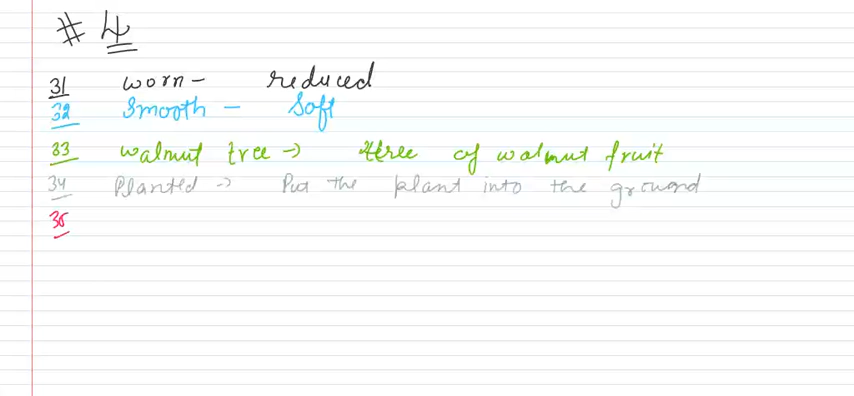 # 4
31 worn - reduced
32 Smooth - Soft
33 walnut tree → tree of walnut fruit
34 Planted → Put the plant into the ground
35